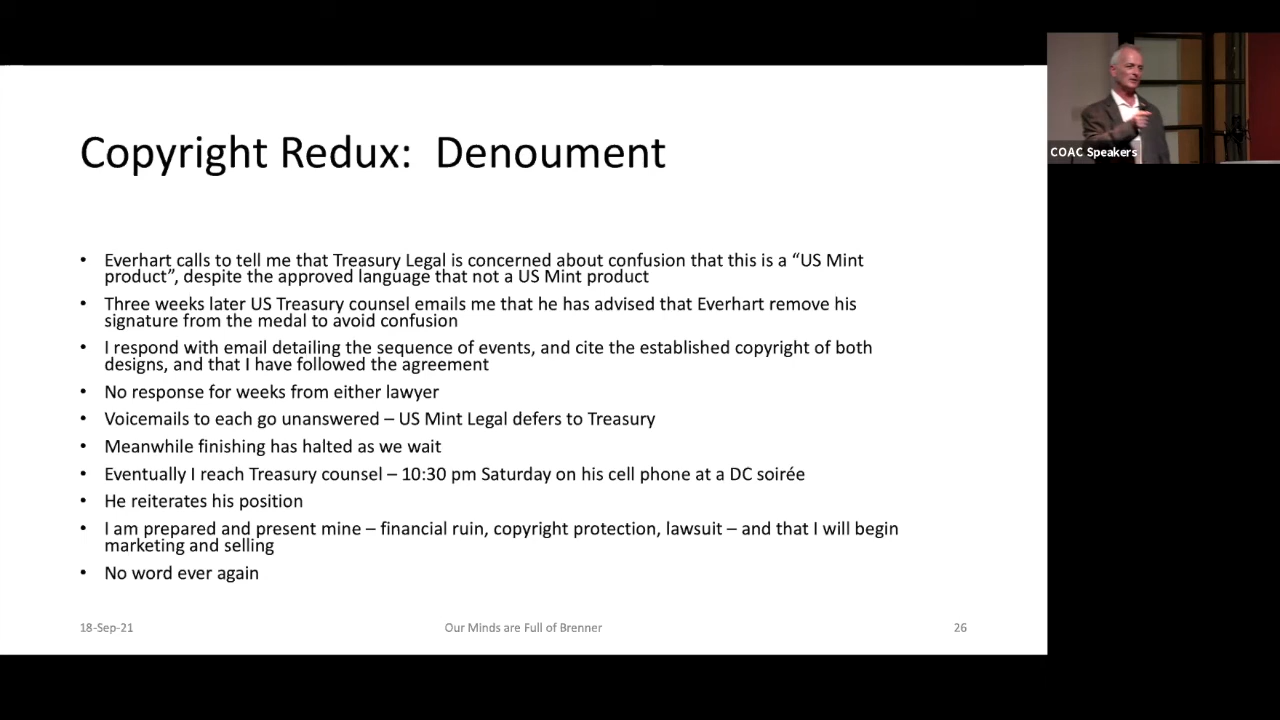 Copyright Redux: Denoument
• Everhart calls to tell me that Treasury Legal is concerned about confusion that this is a “US Mint
product”, despite the approved language that not a US Mint product
• Three weeks later US Treasury counsel emails me that he has advised that Everhart remove his
signature from the medal to avoid confusion
• I respond with email detailing the sequence of events, and cite the established copyright of both
designs, and that I have followed the agreement
• No response for weeks from either lawyer
• Voicemails to each go unanswered – US Mint Legal defers to Treasury
• Meanwhile finishing has halted as we wait
• Eventually I reach Treasury counsel – 10:30 pm Saturday on his cell phone at a DC soirée
• He reiterates his position
• I am prepared and present mine – financial ruin, copyright protection, lawsuit – and that I will begin
marketing and selling
• No word ever again
18-Sep-21
Our Minds are Full of Brenner
26
COAC Speakers